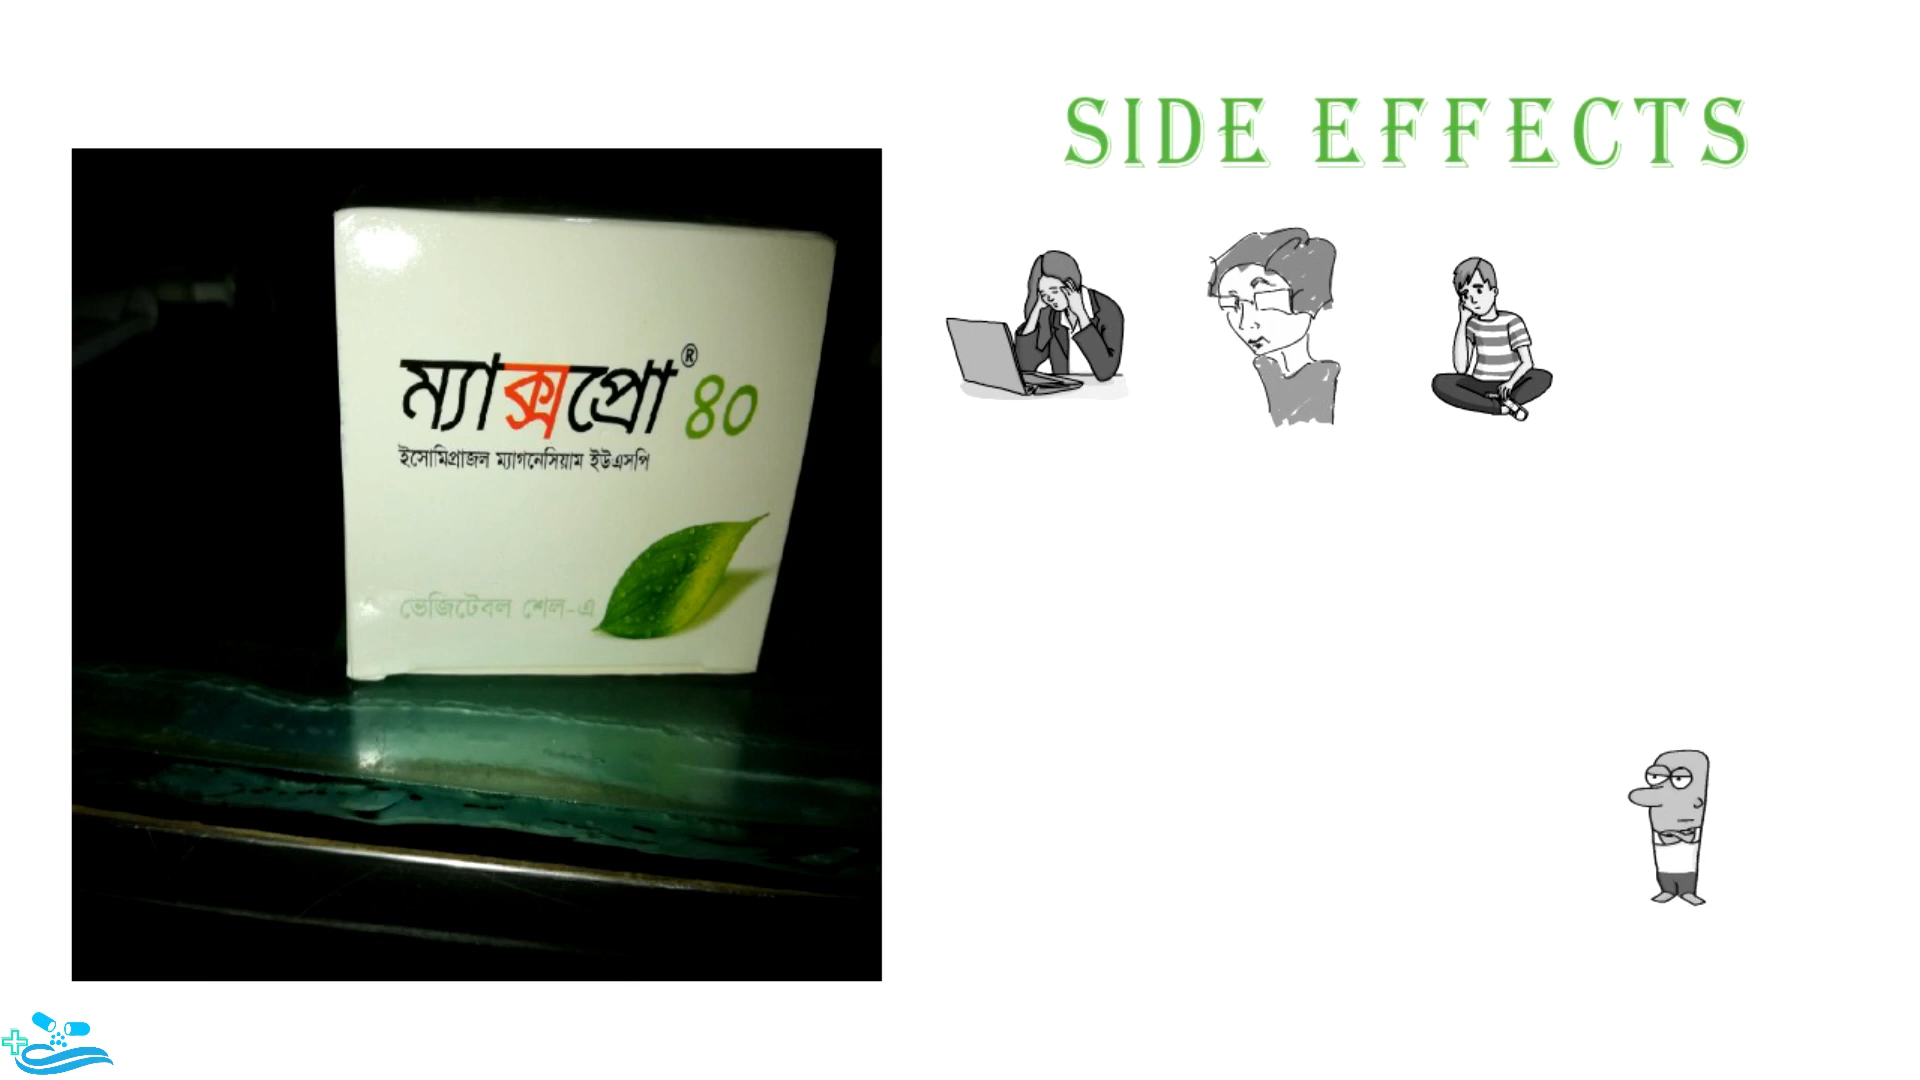 SIDE EFFECTS
ম্যাক্সপ্রো® ৪০
ইসোমিপ্রাজল ম্যাগনেসিয়াম ইউএসপি
ভেজিটেবল শেল-এ